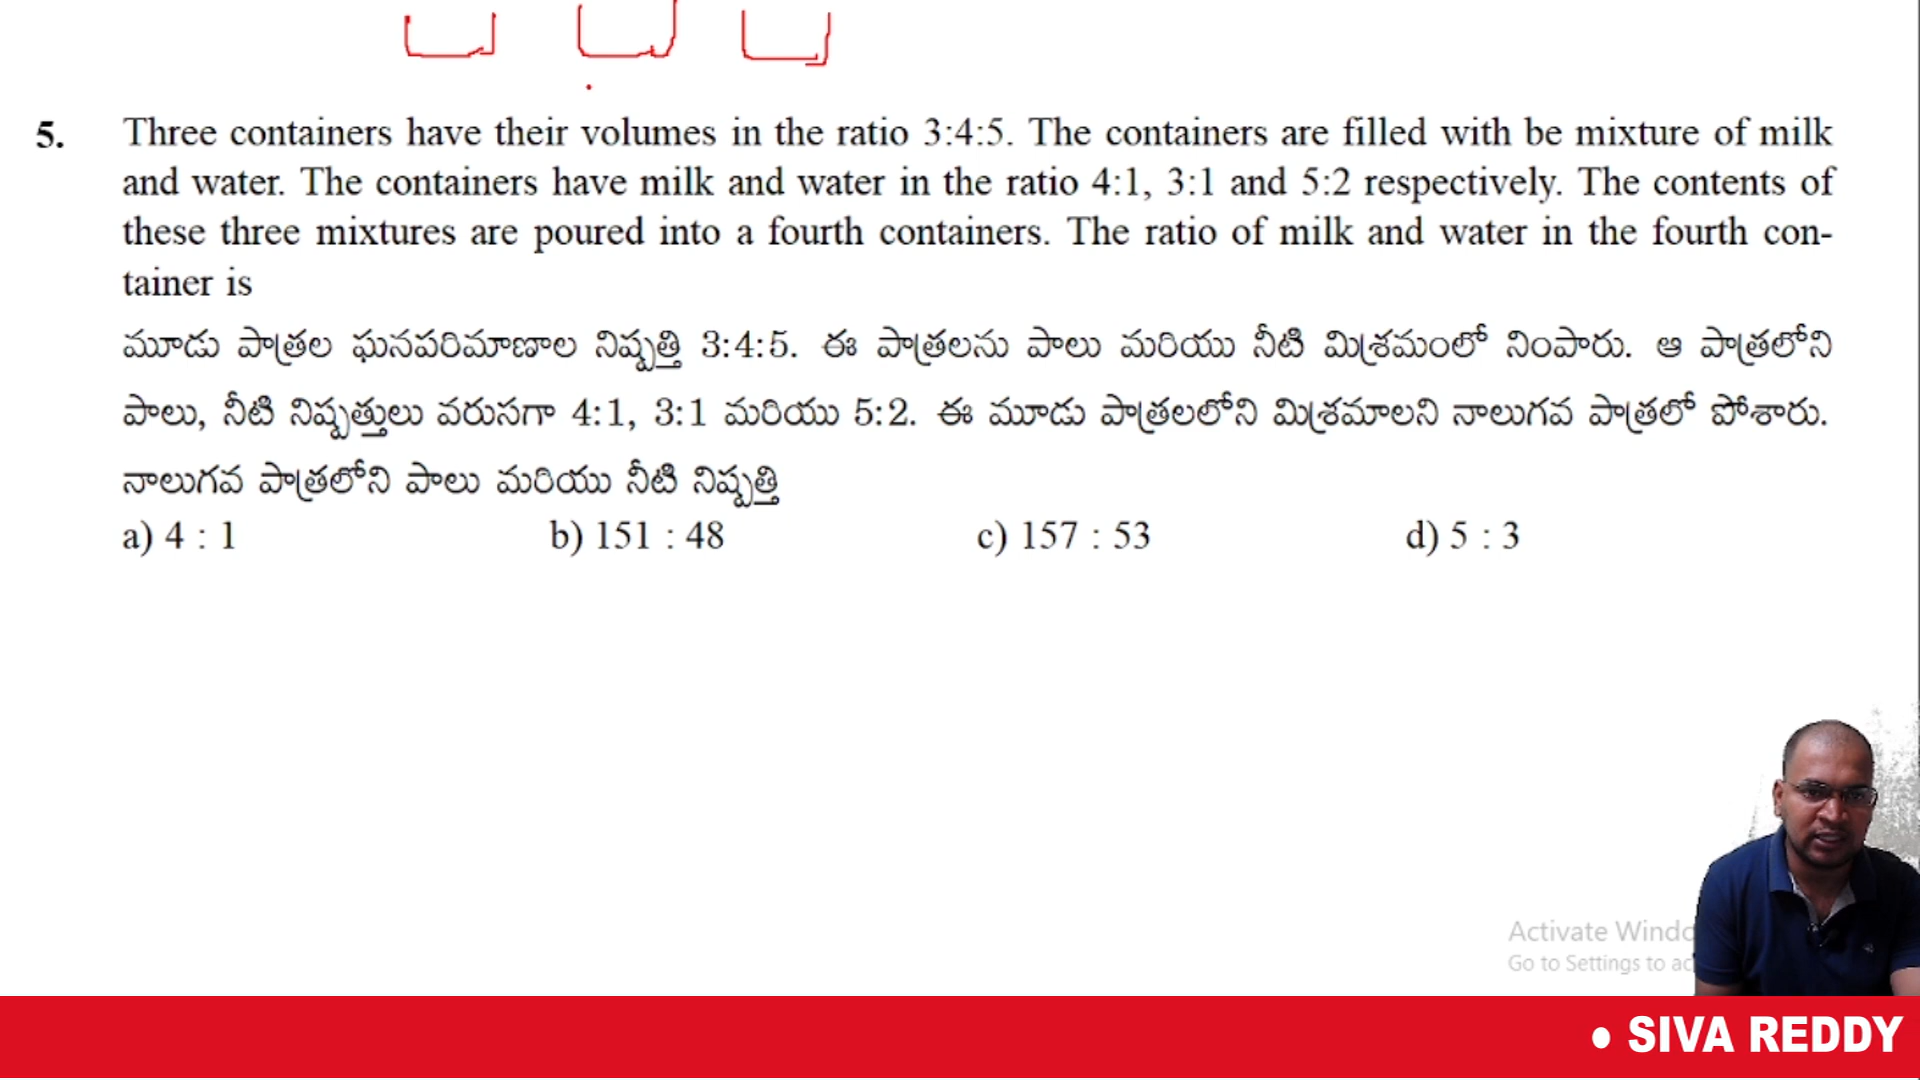 5. Three containers have their volumes in the ratio 3:4:5. The containers are filled with be mixture of milk
and water. The containers have milk and water in the ratio 4:1, 3:1 and 5:2 respectively. The contents of
these three mixtures are poured into a fourth containers. The ratio of milk and water in the fourth con-
tainer is
మూడు పాత్రల ఘనపరిమాణాల నిష్పత్తి 3:4:5. ఈ పాత్రలను పాలు మరియు నీటి మిశ్రమంలో నింపారు. ఆ పాత్రలోని
పాలు, నీటి నిష్పత్తులు వరుసగా 4:1, 3:1 మరియు 5:2. ఈ మూడు పాత్రలలోని మిశ్రమాలని నాలుగవ పాత్రలో పోశారు.
నాలుగవ పాత్రలోని పాలు మరియు నీటి నిష్పత్తి
a) 4 : 1 b) 151 : 48 c) 157 : 53 d) 5 : 3
Activate Windo
Go to Settings to ac
• SIVA REDDY